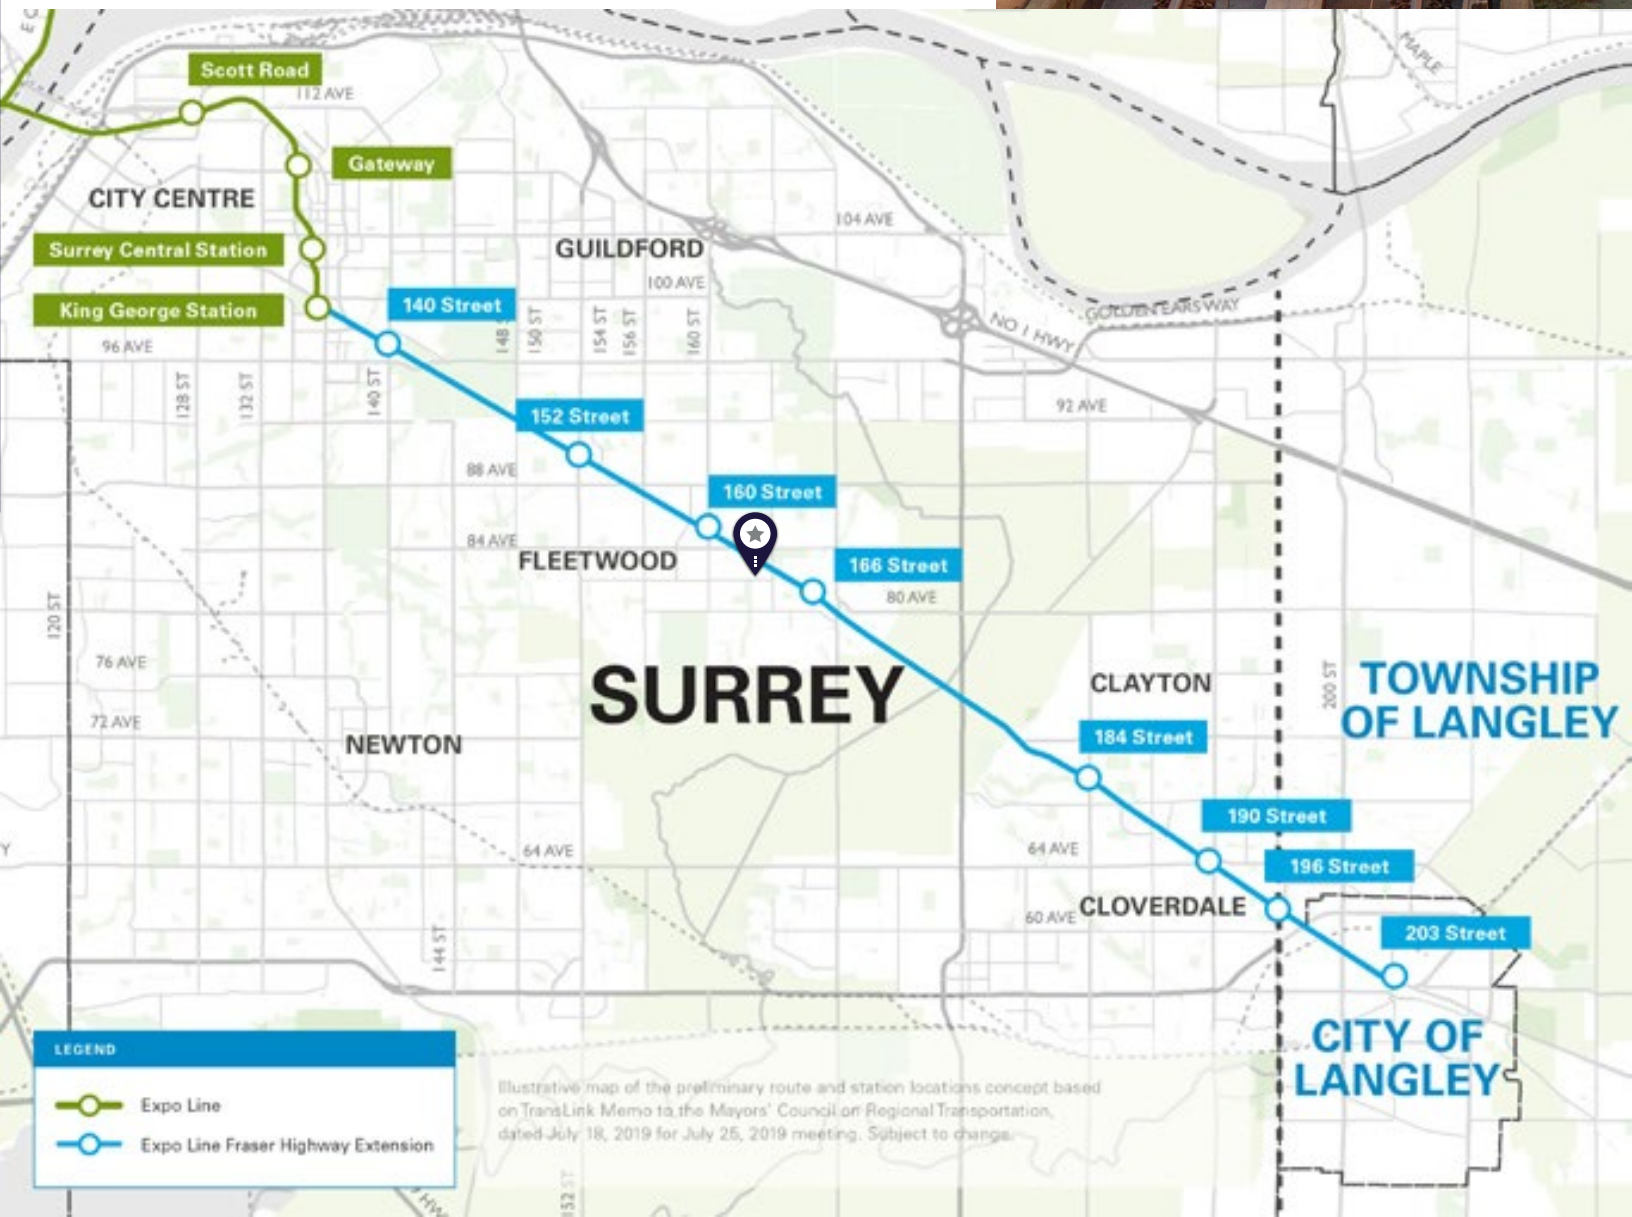 Scott Road
112 AVE
MAPLE
Gateway
CITY CENTRE
104 AVE
Surrey Central Station
GUILDFORD
100 AVE
King George Station
140 Street
148
150 ST
154 ST
156 ST
160 ST
NO 1 HWY
GOLDEN EARS WAY
96 AVE
128 ST
132 ST
140 ST
152 Street
92 AVE
88 AVE
160 Street
84 AVE
FLEETWOOD
166 Street
80 AVE
120 ST
76 AVE
SURREY
CLAYTON
200 ST
TOWNSHIP
OF LANGLEY
72 AVE
NEWTON
184 Street
190 Street
64 AVE
64 AVE
196 Street
60 AVE
CLOVERDALE
203 Street
144 ST
CITY OF
LANGLEY
LEGEND
Expo Line
Expo Line Fraser Highway Extension
Illustrative map of the preliminary route and station locations concept based
on TransLink Memo to the Mayors' Council on Regional Transportation,
dated July 18, 2019 for July 25, 2019 meeting. Subject to change.
152 ST
HWY